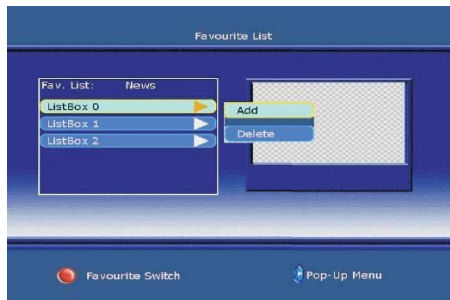 Favourite List
Fav. List: News
ListBox 0
ListBox 1
ListBox 2
Add
Delete
Favourite Switch
Pop-Up Menu